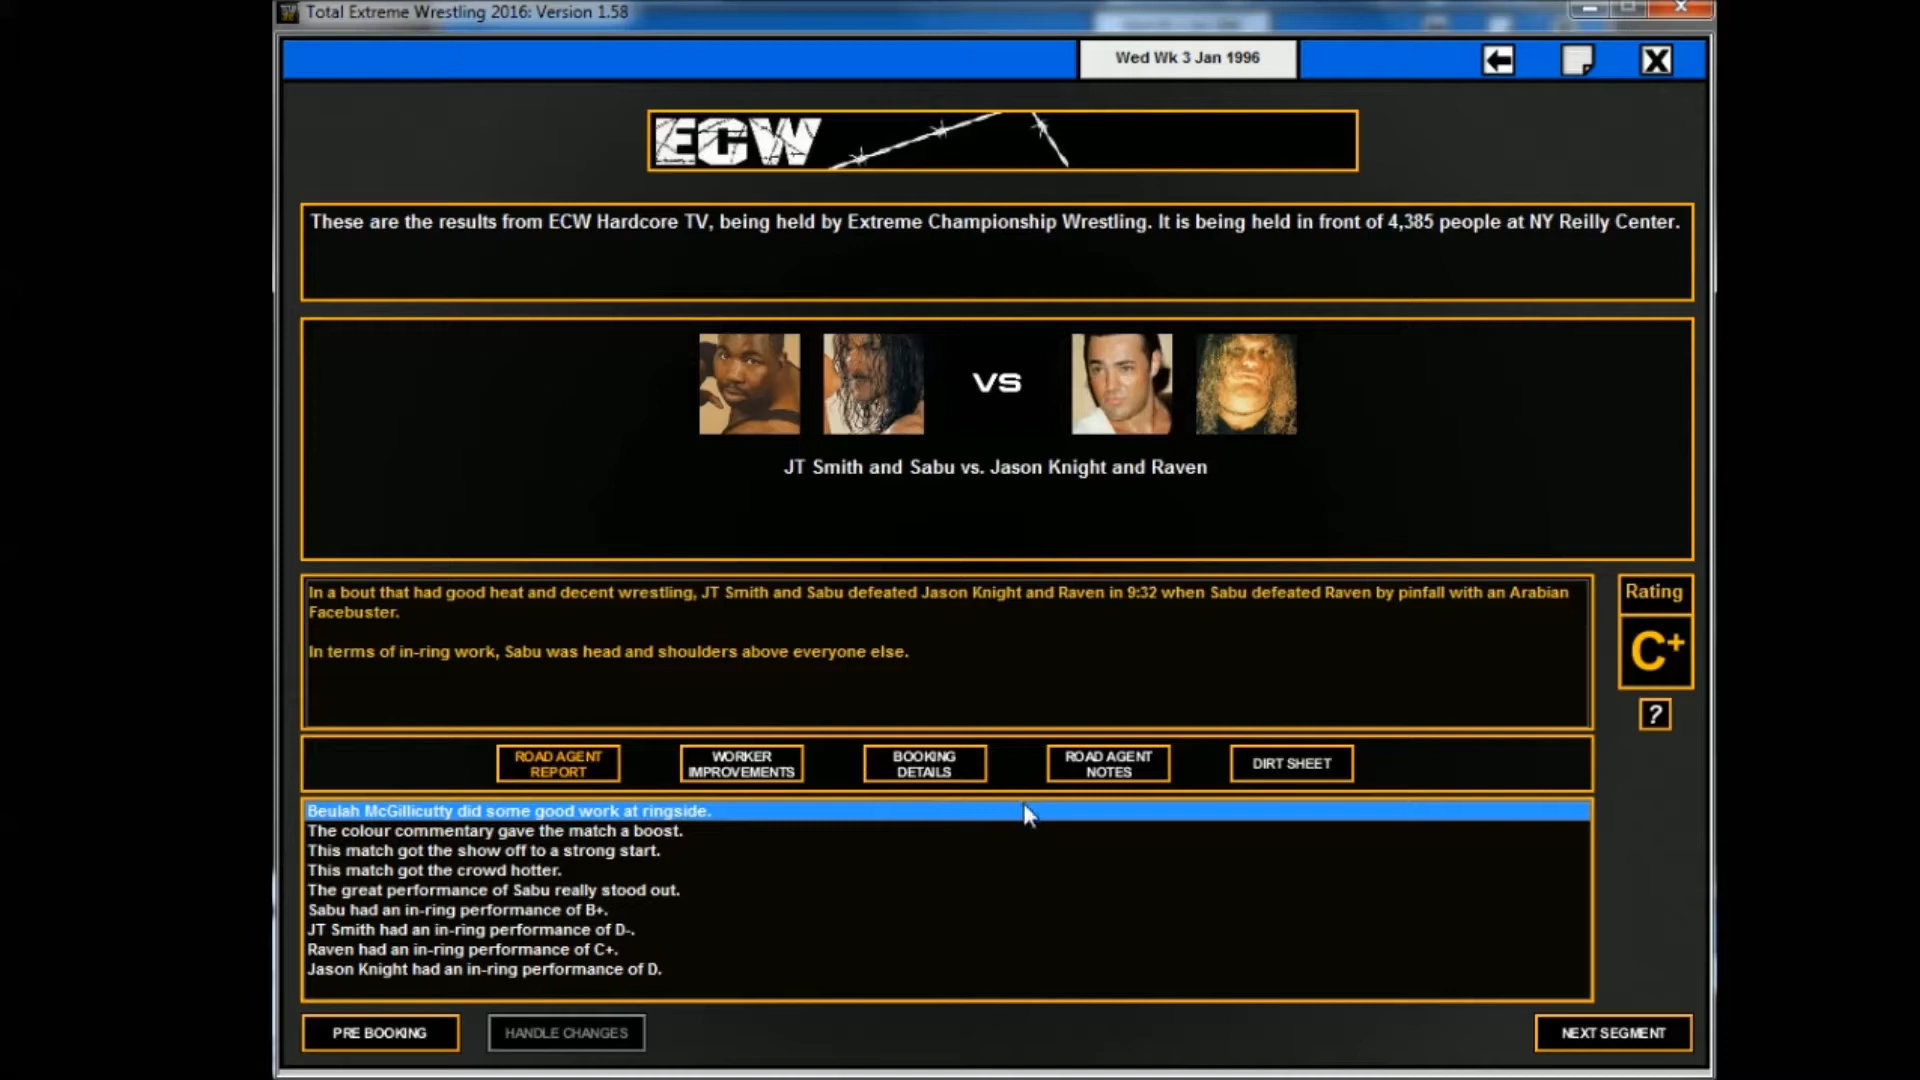 Total Extreme Wrestling 2016: Version 1.58
Wed Wk 3 Jan 1996
ECW
These are the results from ECW Hardcore TV, being held by Extreme Championship Wrestling. It is being held in front of 4,385 people at NY Reilly Center.
VS
JT Smith and Sabu vs. Jason Knight and Raven
In a bout that had good heat and decent wrestling, JT Smith and Sabu defeated Jason Knight and Raven in 9:32 when Sabu defeated Raven by pinfall with an Arabian
Facebuster.
In terms of in-ring work, Sabu was head and shoulders above everyone else.
Rating
C+
?
ROAD AGENT
REPORT
WORKER
IMPROVEMENTS
BOOKING
DETAILS
ROAD AGENT
NOTES
DIRT SHEET
Beulah McGillicutty did some good work at ringside.
The colour commentary gave the match a boost.
This match got the show off to a strong start.
This match got the crowd hotter.
The great performance of Sabu really stood out.
Sabu had an in-ring performance of B+.
JT Smith had an in-ring performance of D-.
Raven had an in-ring performance of C+.
Jason Knight had an in-ring performance of D.
PRE BOOKING
HANDLE CHANGES
NEXT SEGMENT